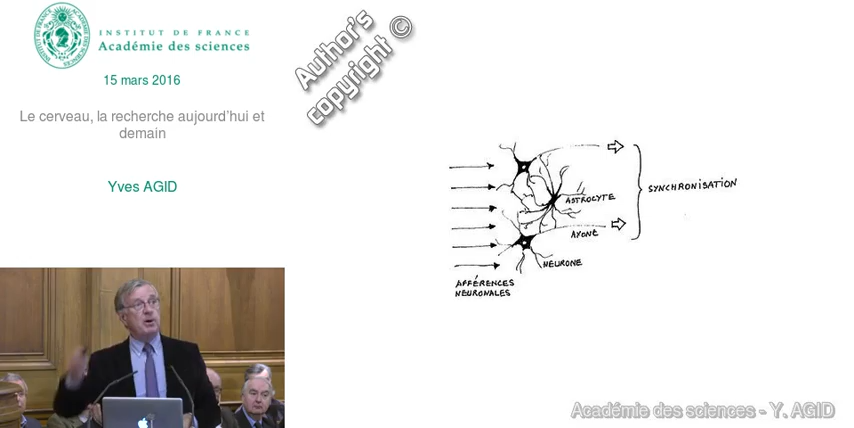 INSTITUT DE FRANCE
Académie des sciences
15 mars 2016
Le cerveau, la recherche aujourd'hui et
demain
Yves AGID
Author's
copyright ©
SYNCHRONISATION
ASTROCYTE
AXONE
NEURONE
AFFÉRENCES
NEURONALES
Académie des sciences - Y. AGID